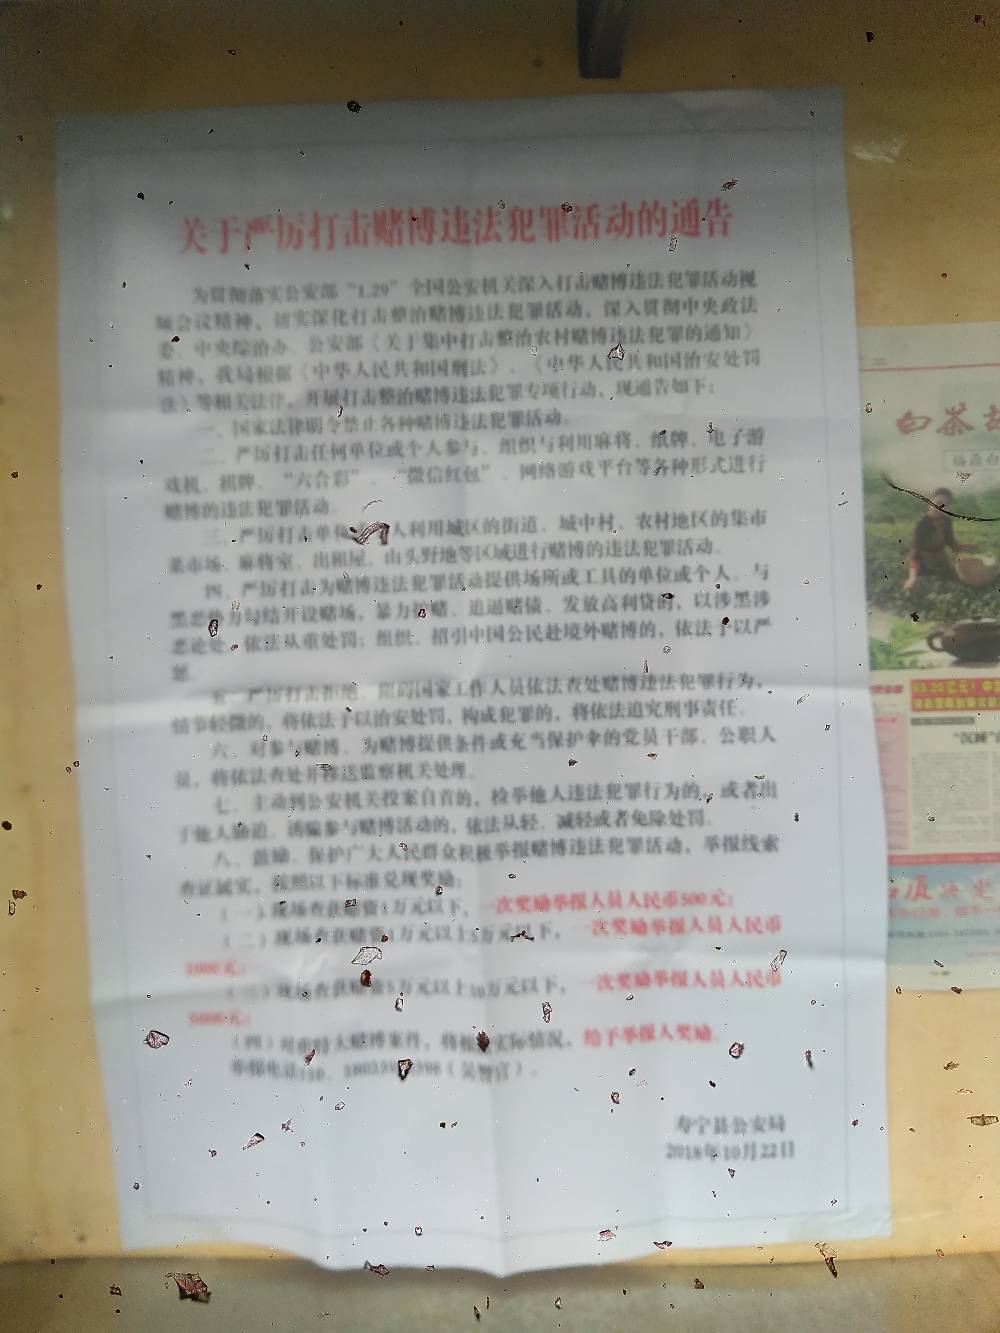 关于严厉打击赌博违法犯罪活动的通告
为贯彻落实公安部“1.29”全国公安机关深入打击赌博违法犯罪活动视
频会议精神，切实深化打击整治赌博违法犯罪活动，深入贯彻中央政法
委、中央综治办、公安部《关于集中打击整治农村赌博违法犯罪的通知》
精神，我局根据《中华人民共和国刑法》、《中华人民共和国治安处罚
法》等相关法律，开展打击整治赌博违法犯罪专项行动，现通告如下：
一、国家法律明令禁止各种赌博违法犯罪活动。
二、严厉打击任何单位或个人参与、组织与利用麻将、纸牌、电子游
戏机、棋牌、“六合彩”、“微信红包”、网络游戏平台等各种形式进行
赌博的违法犯罪活动。
三、严厉打击单位 人利用城区的街道、城中村、农村地区的集市
菜市场、麻将室、出租屋、山头野地等区域进行赌博的违法犯罪活动。
四、严厉打击为赌博违法犯罪活动提供场所或工具的单位或个人。与
黑恶势力勾结开设赌场，暴力 赌、追逼赌债、发放高利贷的，以涉黑涉
恶论处，依法从重处罚；组织、招引中国公民赴境外赌博的，依法予以严
惩。
五、严厉打击拒绝、阻碍国家工作人员依法查处赌博违法犯罪行为，
情节轻微的，将依法予以治安处罚，构成犯罪的，将依法追究刑事责任。
六、对参与赌博、为赌博提供条件或充当保护伞的党员干部、公职人
员，将依法查处并移送监察机关处理。
七、主动到公安机关投案自首的，检举他人违法犯罪行为的，或者出
于他人胁迫、诱骗参与赌博活动的，依法从轻、减轻或者免除处罚。
八、鼓励、保护广大人民群众积极举报赌博违法犯罪活动，举报线索
查证属实，按照以下标准兑现奖励：
（一）现场查获赌资1万元以下，一次奖励举报人员人民币500元；
（二）现场查获赌资1万元以上5万元以下，一次奖励举报人员人民币
1000元；
（三）现场查获赌资5万元以上10万元以下，一次奖励举报人员人民币
5000元；
（四）对 特大赌博案件，将根据实际情况，给予举报人奖励。
举报电话110、
寿宁县公安局
2018年10月22日
白茶
决定